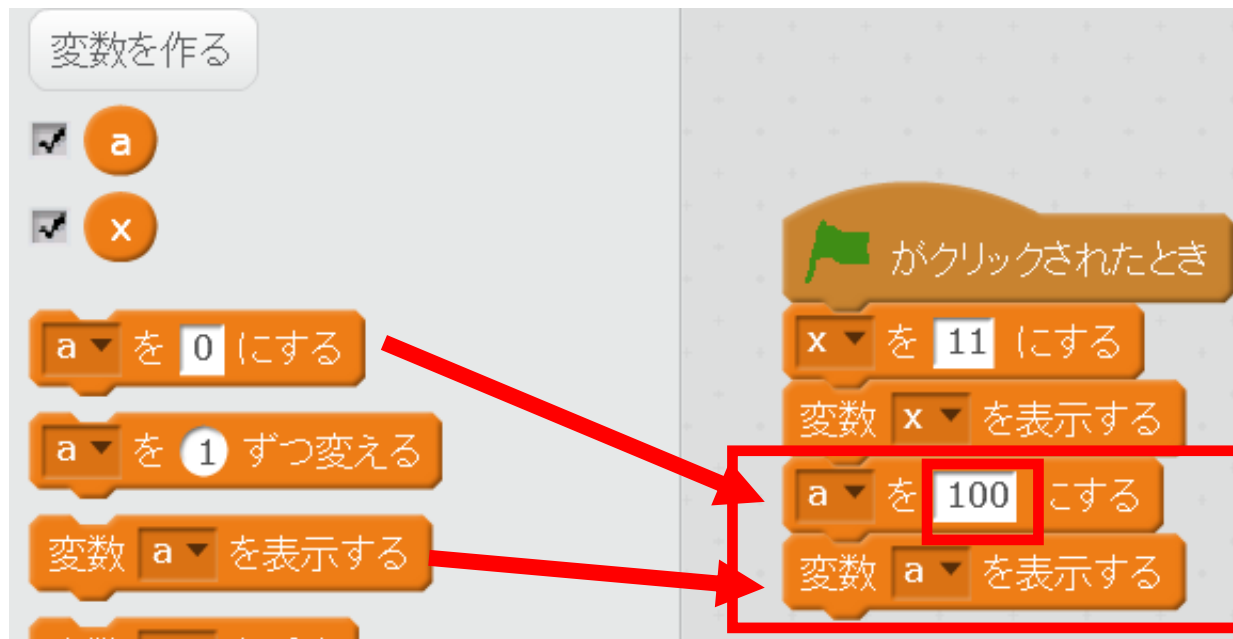 変数を作る
a
x
a を 0 にする
a を 1 ずつ変える
変数 a を表示する
がクリックされたとき
x を 11 にする
変数 x を表示する
a を 100 にする
変数 a を表示する